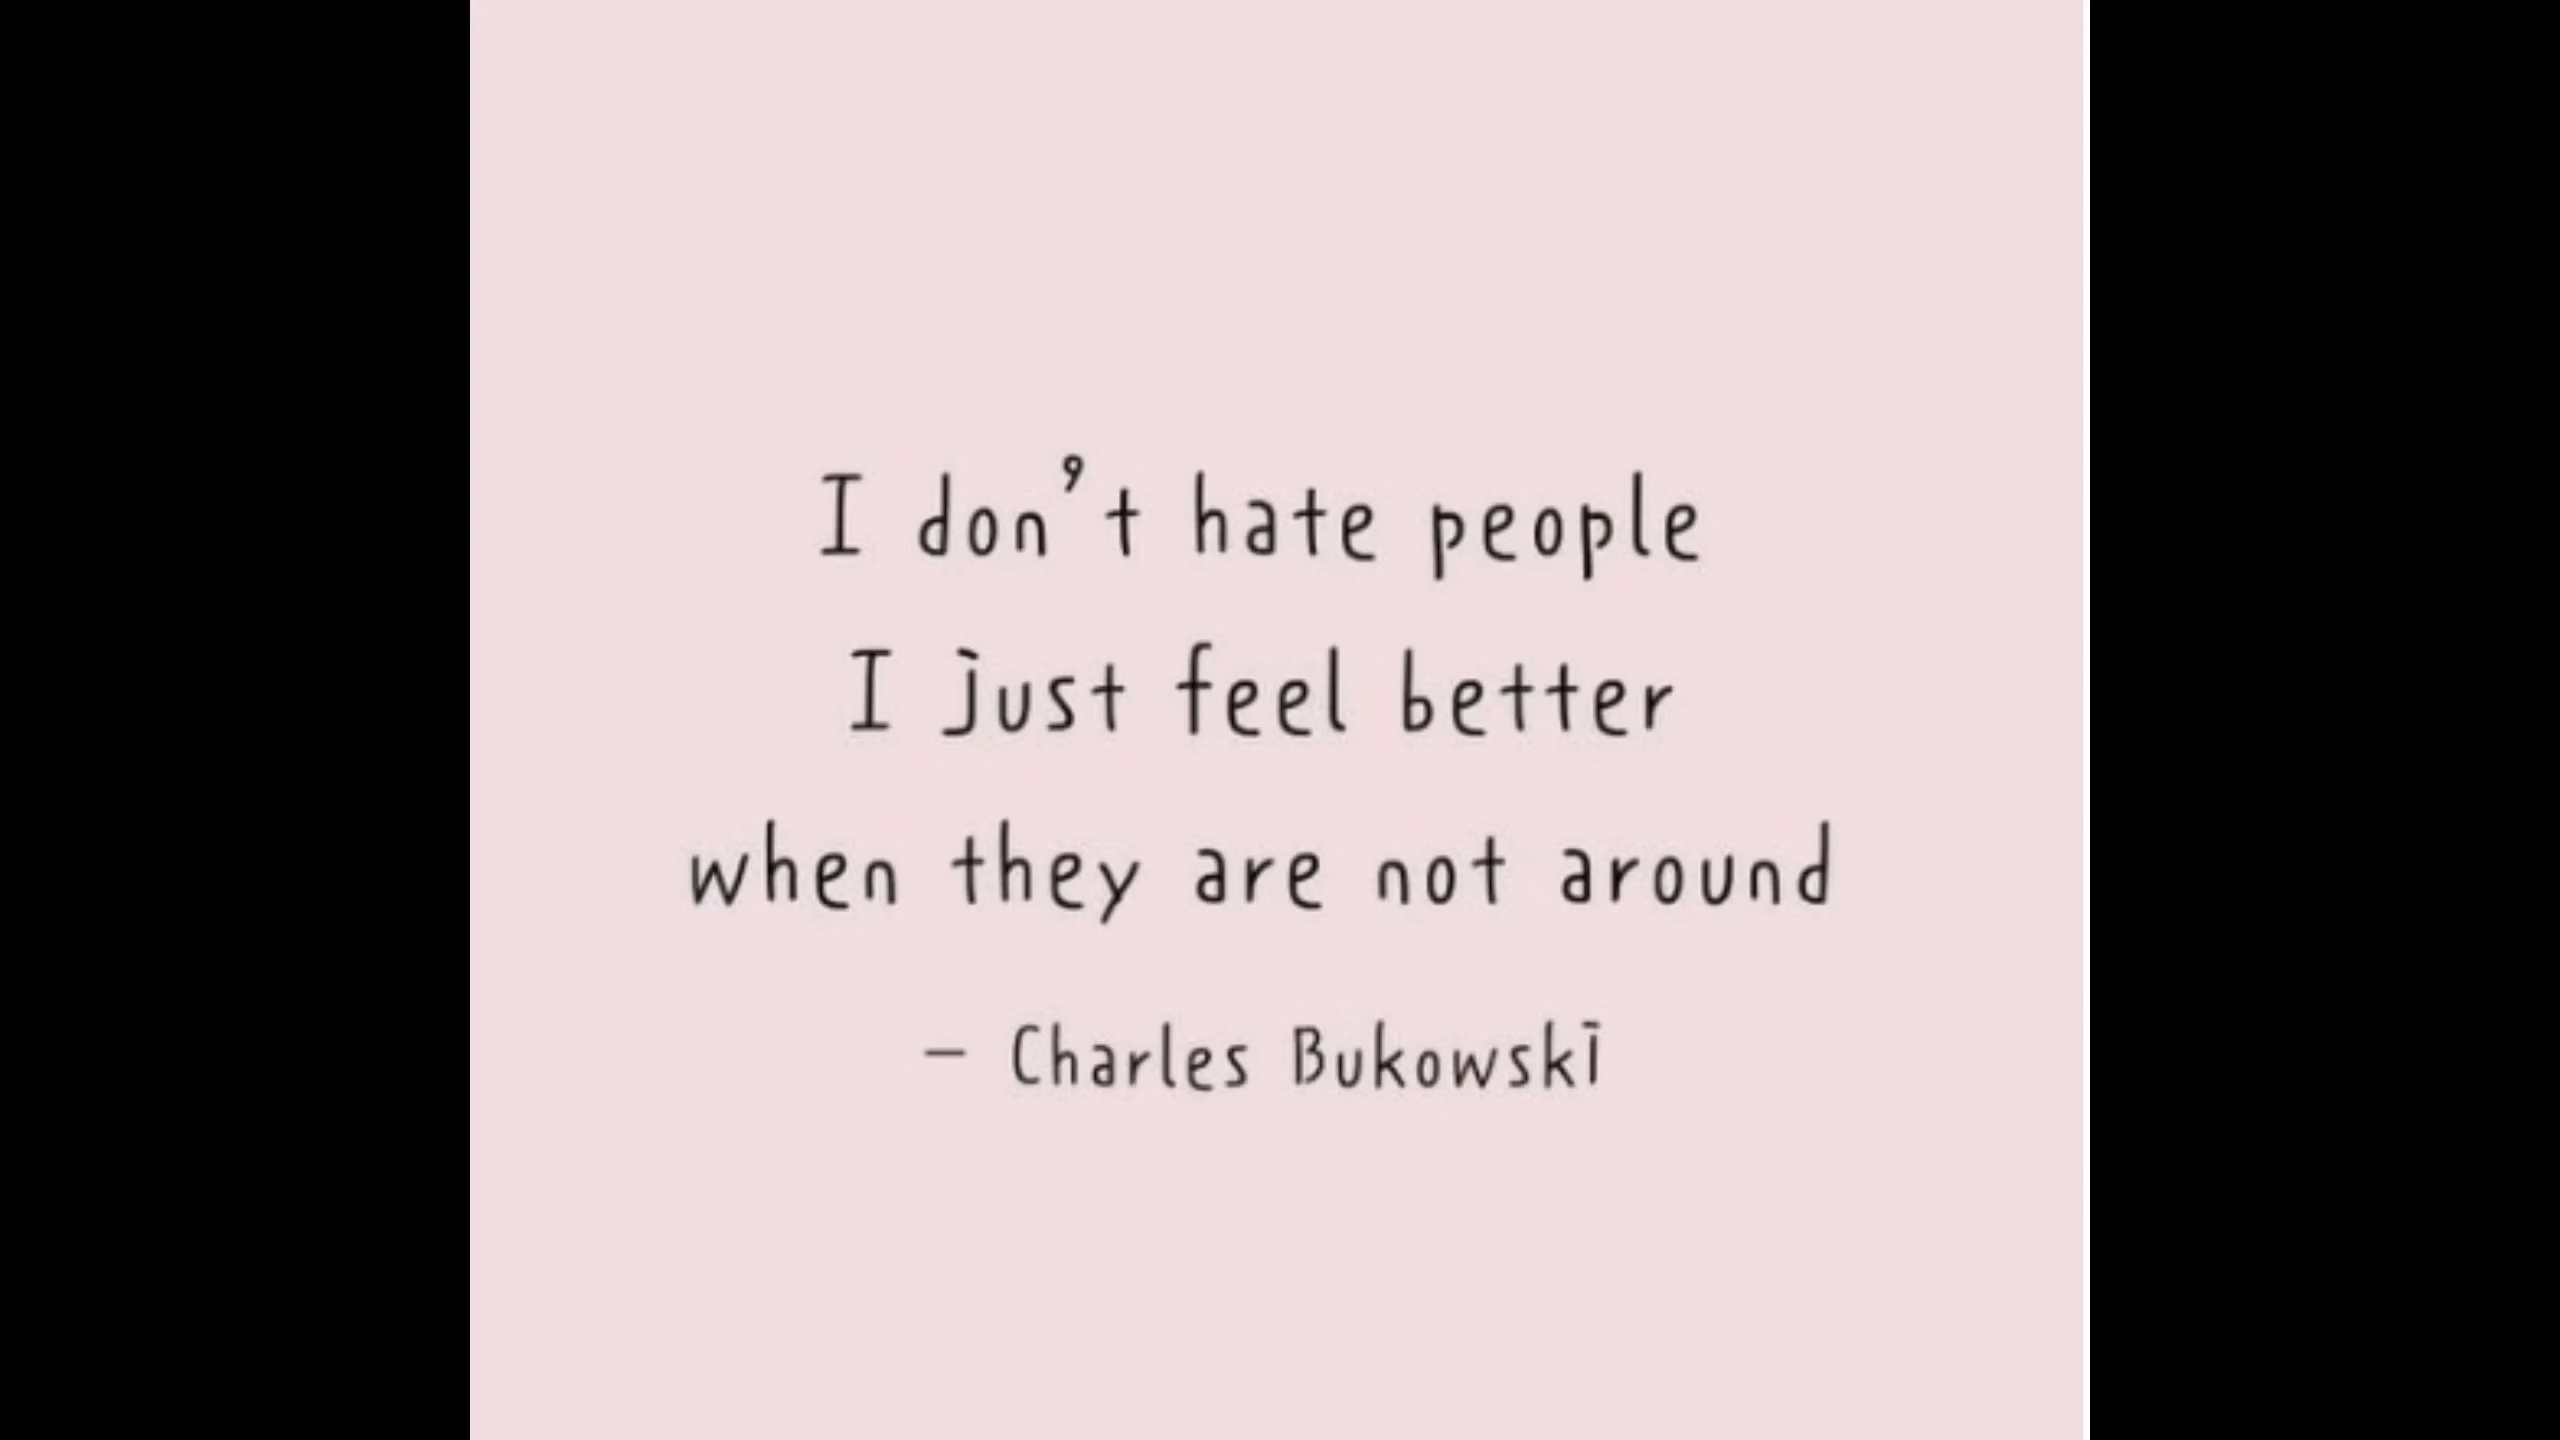 I don't hate people
I just feel better
when they are not around
– Charles Bukowski